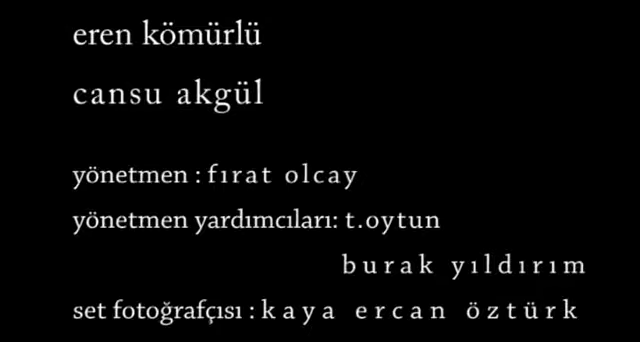 eren kömürlü
cansu akgül
yönetmen : fırat olcay
yönetmen yardımcıları: t.oytun
burak yıldırım
set fotoğrafçısı : kaya ercan öztürk